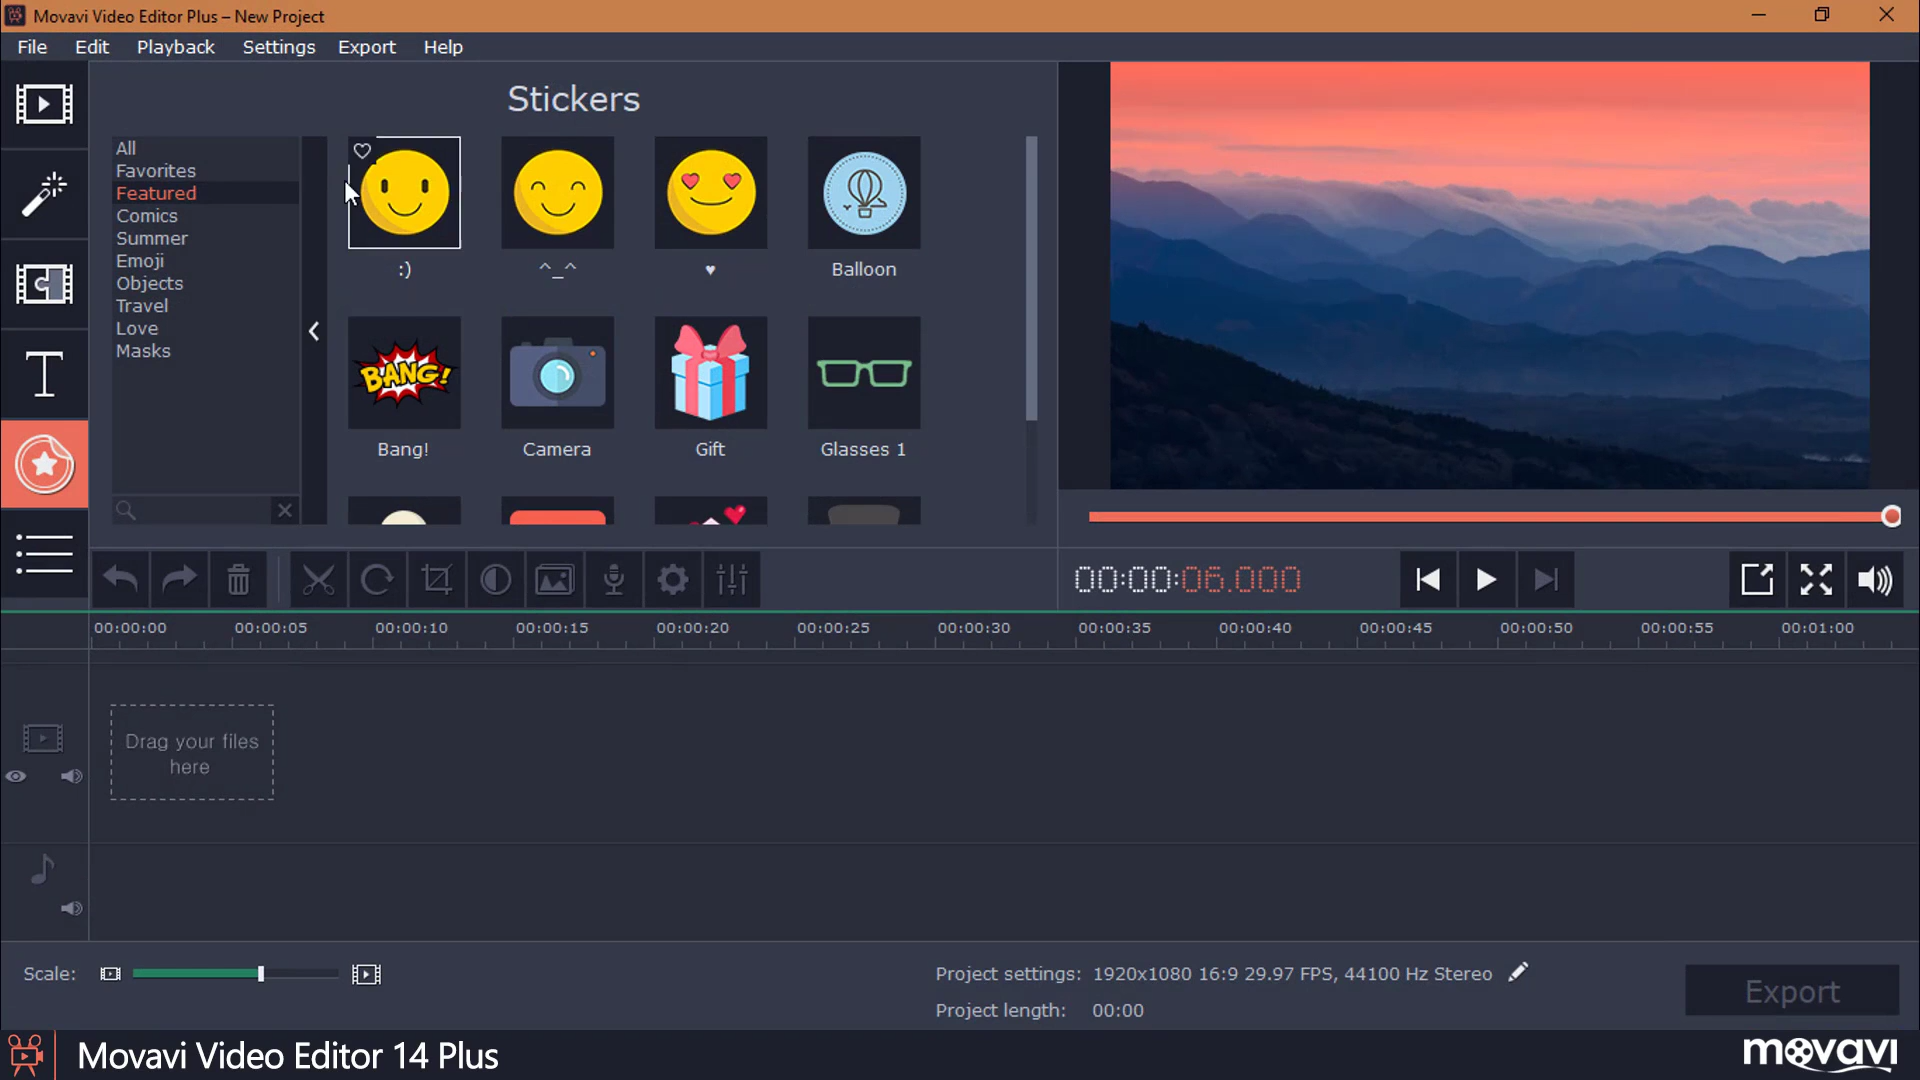 Movavi Video Editor Plus – New Project
File Edit Playback Settings Export Help
Stickers
All
Favorites
Featured
Comics
Summer
Emoji
Objects
Travel
Love
Masks
:) ^_^ ♥ Balloon
BANG!
Bang! Camera Gift Glasses 1
00:00:06.000
00:00:00 00:00:05 00:00:10 00:00:15 00:00:20 00:00:25 00:00:30 00:00:35 00:00:40 00:00:45 00:00:50 00:00:55 00:01:00
Drag your files
here
Scale:
Project settings: 1920x1080 16:9 29.97 FPS, 44100 Hz Stereo
Project length: 00:00
Export
Movavi Video Editor 14 Plus
movavi